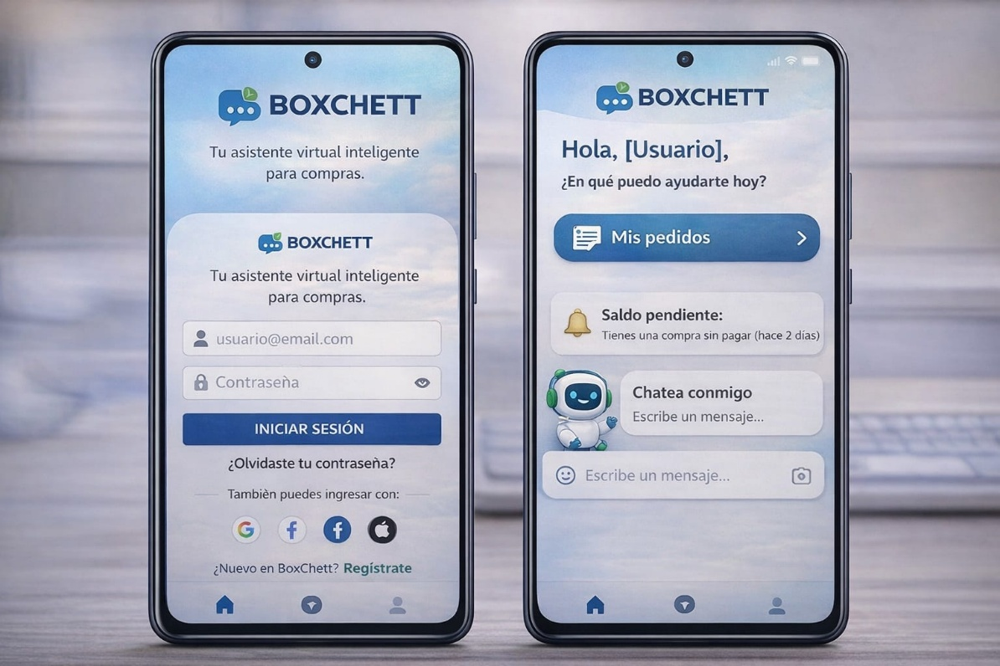 BOXCHETT
Tu asistente virtual inteligente
para compras.
BOXCHETT
Tu asistente virtual inteligente
para compras.
usuario@email.com
Contraseña
INICIAR SESIÓN
¿Olvidaste tu contraseña?
Tambièn puedes ingresar con:
¿Nuevo en BoxChett? Regístrate
BOXCHETT
Hola, [Usuario],
¿En qué puedo ayudarte hoy?
Mis pedidos
Saldo pendiente:
Tienes una compra sin pagar (hace 2 días)
Chatea conmigo
Escribe un mensaje...
Escribe un mensaje...